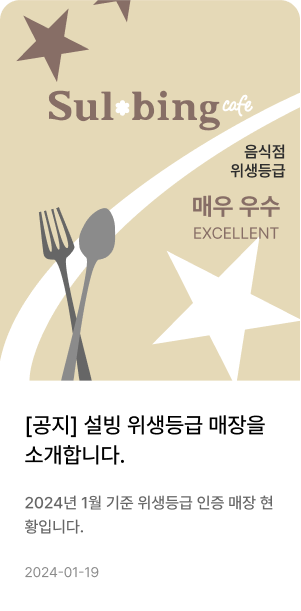 Sul bing cafe
음식점
위생등급
매우 우수
EXCELLENT
[공지] 설빙 위생등급 매장을
소개합니다.
2024년 1월 기준 위생등급 인증 매장 현
황입니다.
2024-01-19